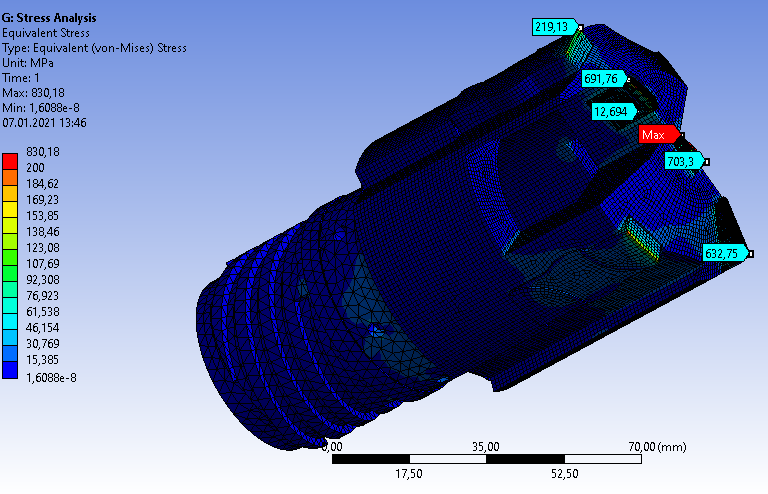 G: Stress Analysis
Equivalent Stress
Type: Equivalent (von-Mises) Stress
Unit: MPa
Time: 1
Max: 830,18
Min: 1,6088e-8
07.01.2021 13:46
830,18
200
184,62
169,23
153,85
138,46
123,08
107,69
92,308
76,923
61,538
46,154
30,769
15,385
1,6088e-8
219,13
691,76
12,694
Max
703,3
632,75
0,00 35,00 70,00 (mm)
17,50 52,50